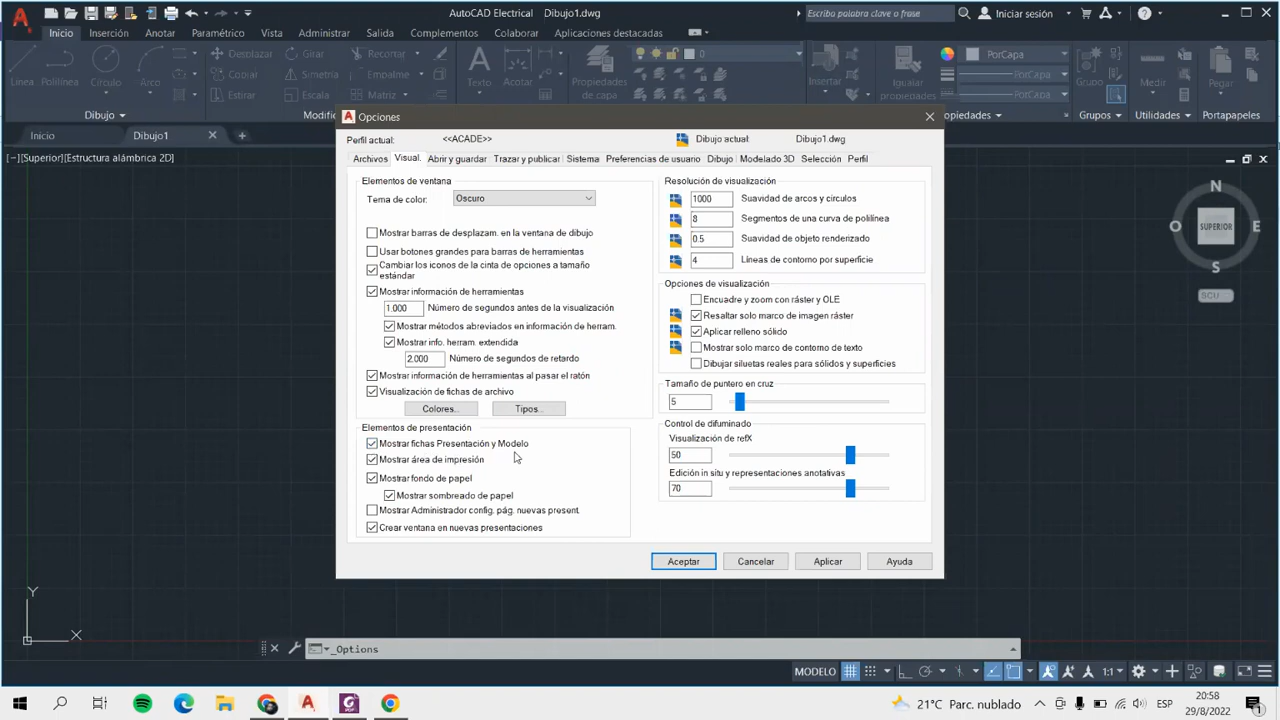 AutoCAD Electrical Dibujo1.dwg
Escriba palabra clave o frase
Iniciar sesión
Inicio Inserción Anotar Paramétrico Vista Administrar Salida Complementos Colaborar Aplicaciones destacadas
Línea
Polilínea
Círculo
Arco
Desplazar
Girar
Recortar
Copiar
Simetría
Empalme
Estirar
Escala
Matriz
Texto
Acotar
Propiedades
de capa
0
Insertar
Igualar
propiedades
PorCapa
PorCapa
PorCapa
Grupo
Medir
Pegar
Dibujo
Modifi
edades
Grupos
Utilidades
Portapapeles
Inicio
Dibujo1
[-][Superior][Estructura alámbrica 2D]
Opciones
Perfil actual: <<ACADE>> Dibujo actual: Dibujo1.dwg
Archivos Visual. Abrir y guardar Trazar y publicar Sistema Preferencias de usuario Dibujo Modelado 3D Selección Perfil
Elementos de ventana
Tema de color: Oscuro
Mostrar barras de desplazam. en la ventana de dibujo
Usar botones grandes para barras de herramientas
Cambiar los iconos de la cinta de opciones a tamaño
estándar
Mostrar información de herramientas
1.000 Número de segundos antes de la visualización
Mostrar métodos abreviados en información de herram.
Mostrar info. herram. extendida
2.000 Número de segundos de retardo
Mostrar información de herramientas al pasar el ratón
Visualización de fichas de archivo
Colores... Tipos...
Elementos de presentación
Mostrar fichas Presentación y Modelo
Mostrar área de impresión
Mostrar fondo de papel
Mostrar sombreado de papel
Mostrar Administrador config. pág. nuevas present.
Crear ventana en nuevas presentaciones
Resolución de visualización
1000 Suavidad de arcos y círculos
8 Segmentos de una curva de polilínea
0.5 Suavidad de objeto renderizado
4 Líneas de contorno por superficie
Opciones de visualización
Encuadre y zoom con ráster y OLE
Resaltar solo marco de imagen ráster
Aplicar relleno sólido
Mostrar solo marco de contorno de texto
Dibujar siluetas reales para sólidos y superficies
Tamaño de puntero en cruz
5
Control de difuminado
Visualización de refX
50
Edición in situ y representaciones anotativas
70
Aceptar Cancelar Aplicar Ayuda
N
O SUPERIOR E
S
SCU
Y
X
_Options
MODELO
1:1
21°C Parc. nublado
ESP
20:58
29/8/2022
1